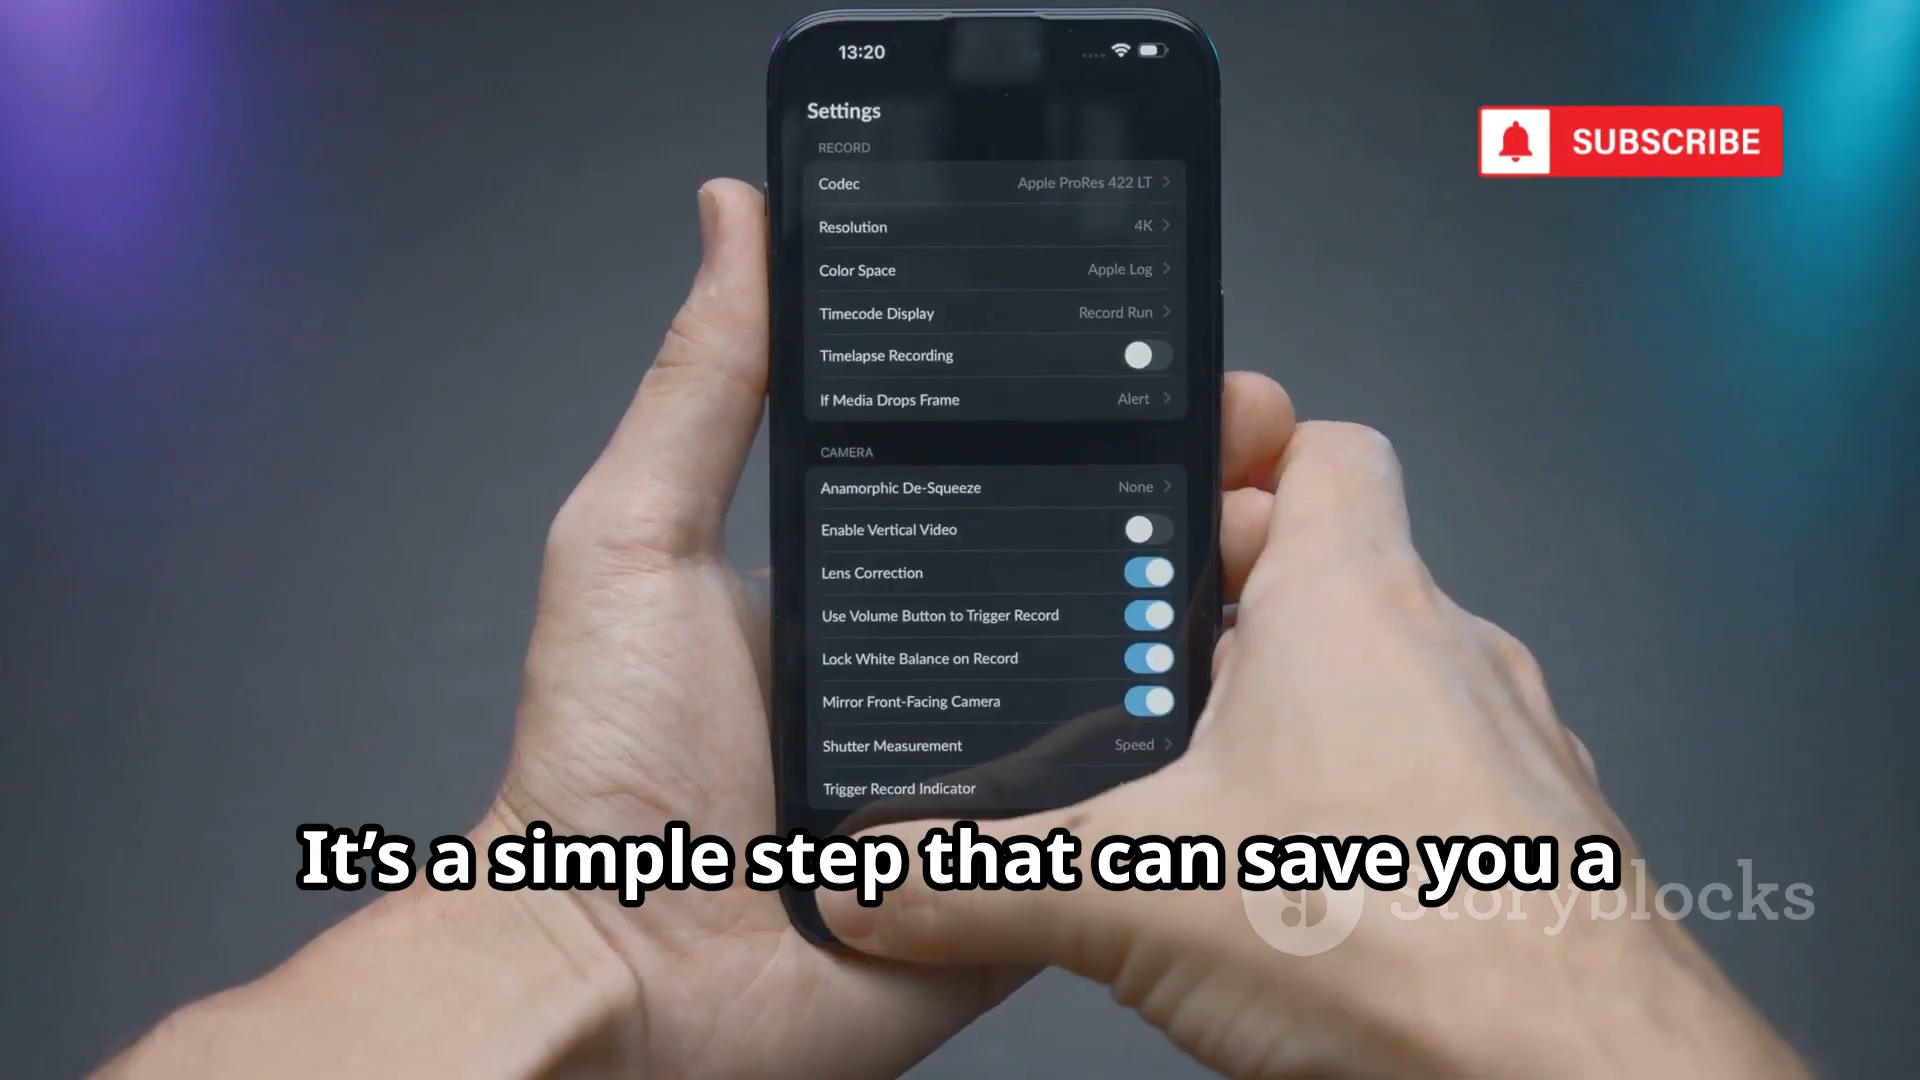 13:20
SUBSCRIBE
Settings
RECORD
Codec Apple ProRes 422 LT
Resolution 4K
Color Space Apple Log
Timecode Display Record Run
Timelapse Recording
If Media Drops Frame Alert
CAMERA
Anamorphic De-Squeeze None
Enable Vertical Video
Lens Correction
Use Volume Button to Trigger Record
Lock White Balance on Record
Mirror Front-Facing Camera
Shutter Measurement Speed
Trigger Record Indicator
It’s a simple step that can save you a
Storyblocks